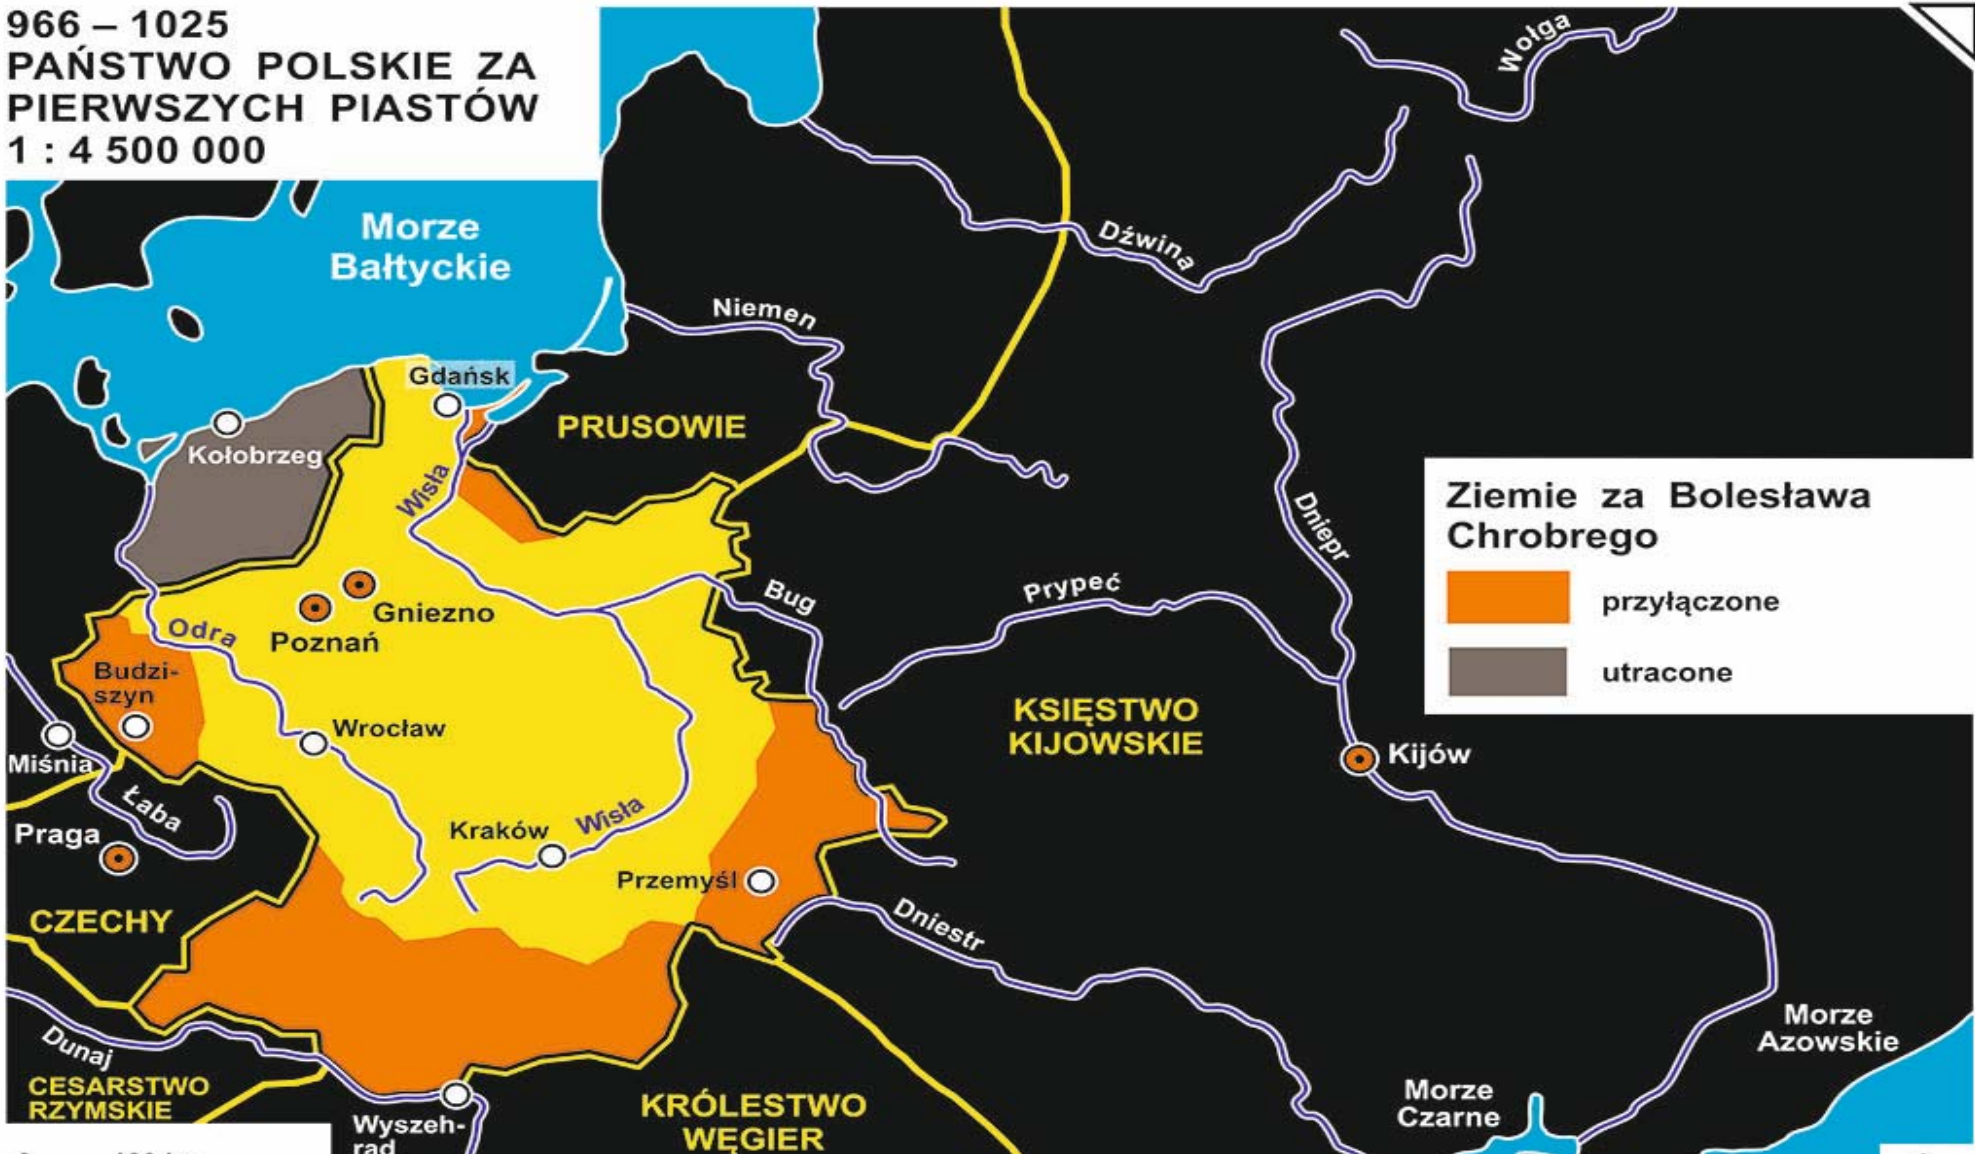 966 – 1025
PAŃSTWO POLSKIE ZA
PIERWSZYCH PIASTÓW
1 : 4 500 000
Wołga
Morze
Bałtyckie
Dźwina
Niemen
Gdańsk
PRUSOWIE
Kołobrzeg
Wisła
Dniepr
Ziemie za Bolesława
Chrobrego
przyłączone
utracone
Bug
Prypeć
Gniezno
Poznań
Odra
Budzi-
szyn
Wrocław
KSIĘSTWO
KIJOWSKIE
Kijów
Miśnia
Łaba
Praga
Kraków
Wisła
Przemyśl
CZECHY
Dniestr
Dunaj
Morze
Azowskie
CESARSTWO
RZYMSKIE
KRÓLESTWO
WĘGIER
Morze
Czarne
Wyszeh-
rad